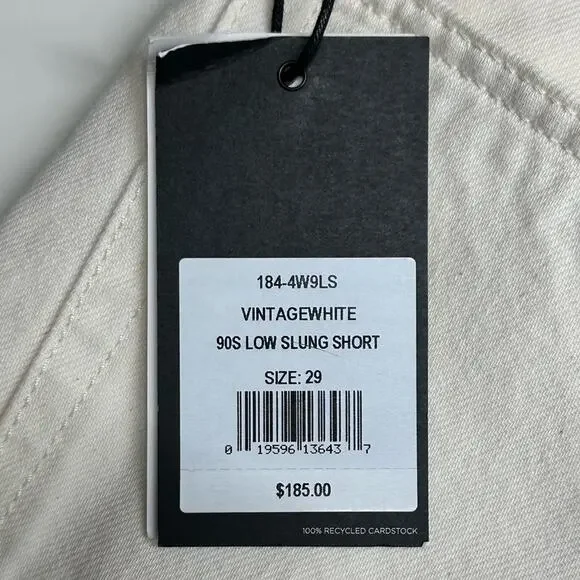 184-4W9LS
VINTAGEWHITE
90S LOW SLUNG SHORT
SIZE: 29
0 19596 13643 7
$185.00
100% RECYCLED CARDSTOCK